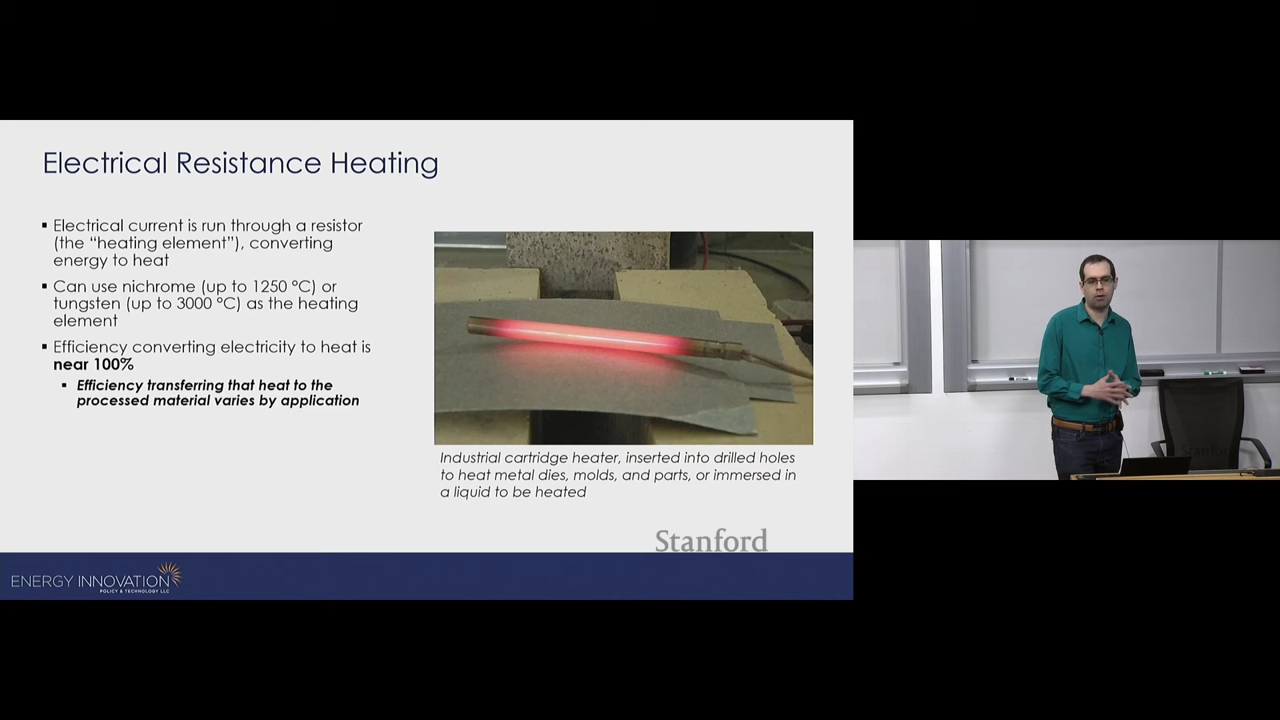 Electrical Resistance Heating
▪ Electrical current is run through a resistor
(the “heating element”), converting
energy to heat
▪ Can use nichrome (up to 1250 °C) or
tungsten (up to 3000 °C) as the heating
element
▪ Efficiency converting electricity to heat is
near 100%
▪ Efficiency transferring that heat to the
processed material varies by application
Industrial cartridge heater, inserted into drilled holes
to heat metal dies, molds, and parts, or immersed in
a liquid to be heated
Stanford
ENERGY INNOVATION
POLICY & TECHNOLOGY LLC
Stanford